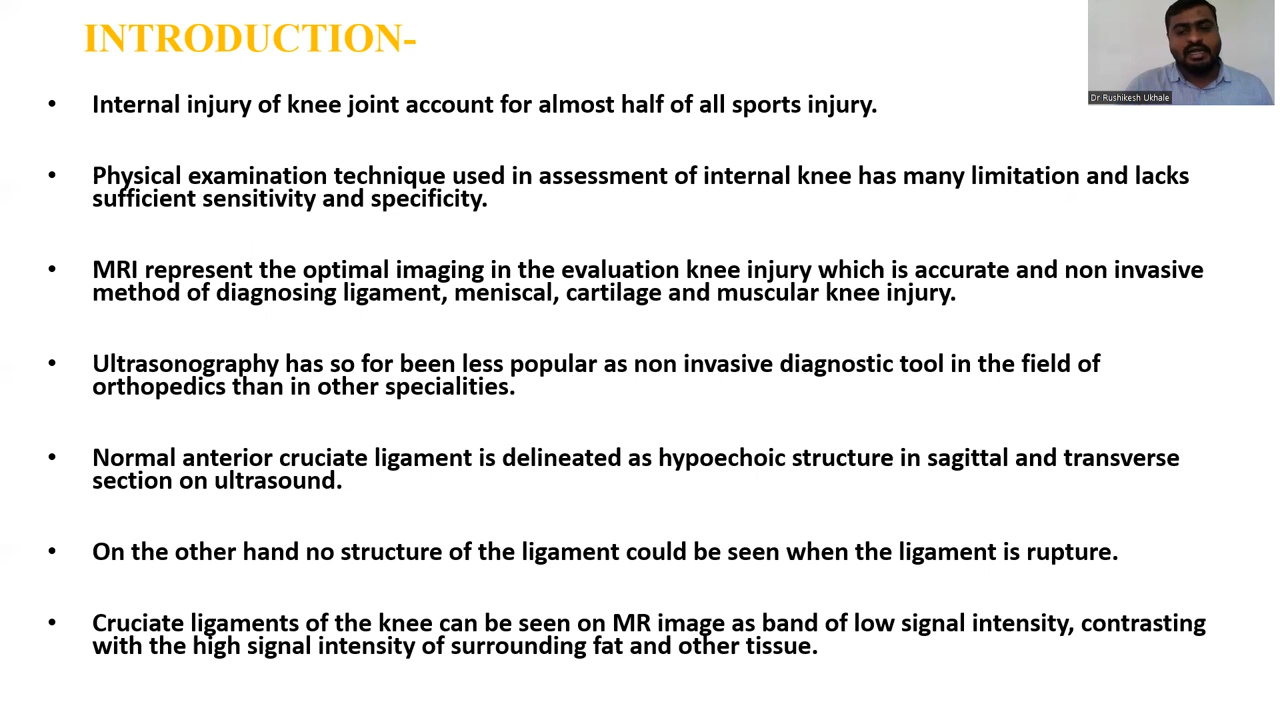 INTRODUCTION-
Dr Rushikesh Ukhale
• Internal injury of knee joint account for almost half of all sports injury.
• Physical examination technique used in assessment of internal knee has many limitation and lacks
sufficient sensitivity and specificity.
• MRI represent the optimal imaging in the evaluation knee injury which is accurate and non invasive
method of diagnosing ligament, meniscal, cartilage and muscular knee injury.
• Ultrasonography has so for been less popular as non invasive diagnostic tool in the field of
orthopedics than in other specialities.
• Normal anterior cruciate ligament is delineated as hypoechoic structure in sagittal and transverse
section on ultrasound.
• On the other hand no structure of the ligament could be seen when the ligament is rupture.
• Cruciate ligaments of the knee can be seen on MR image as band of low signal intensity, contrasting
with the high signal intensity of surrounding fat and other tissue.